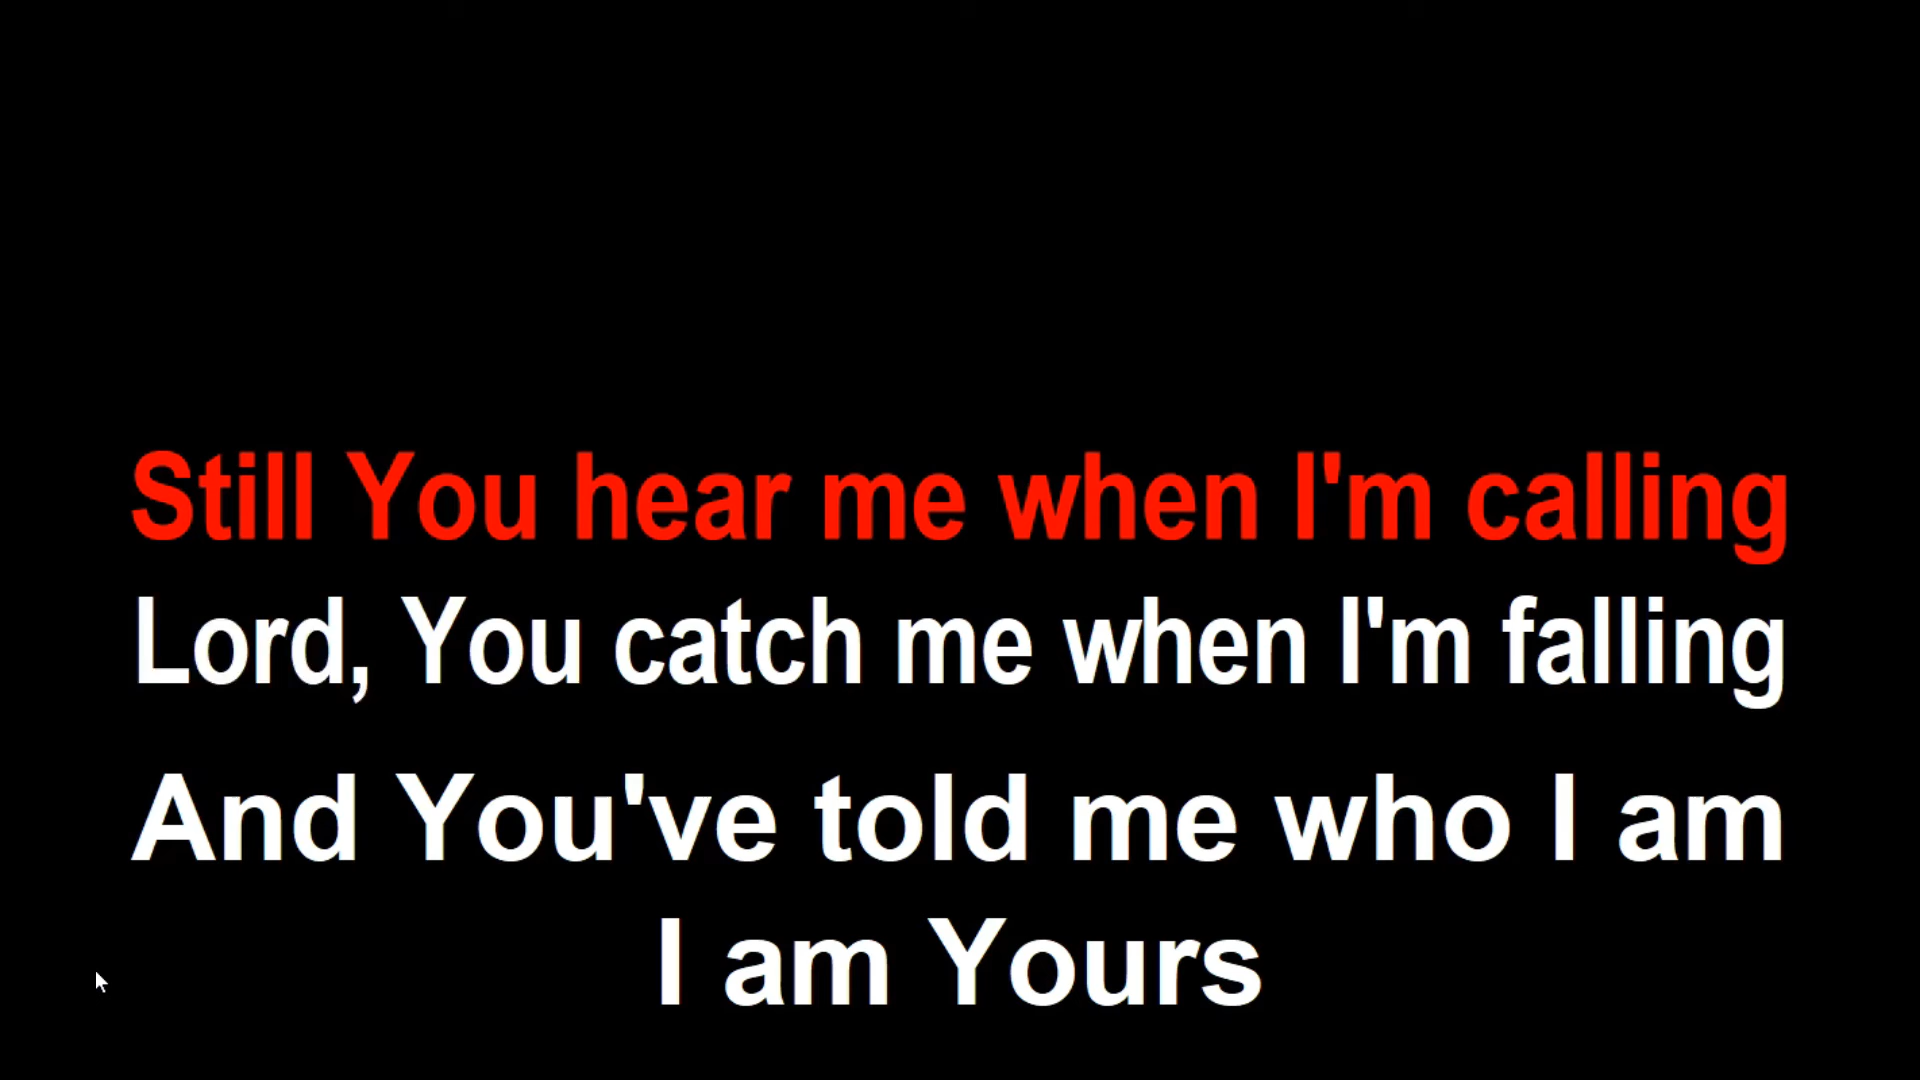 Still You hear me when I'm calling
Lord, You catch me when I'm falling
And You've told me who I am
I am Yours